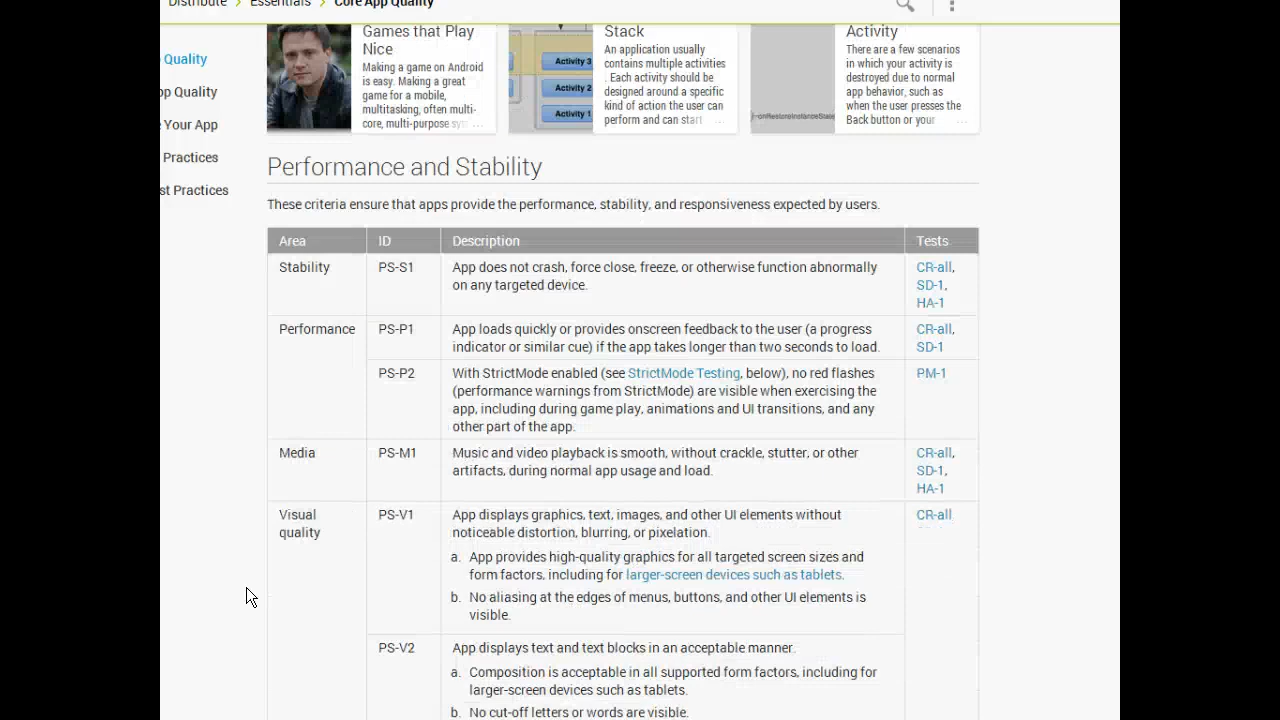 Distribute > Essentials > Core App Quality
Quality
pp Quality
Your App
Practices
st Practices
Games that Play
Nice
Making a game on Android
is easy. Making a great
game for a mobile,
multitasking, often multi-
core, multi-purpose sys...
Activity 3
Activity 2
Activity 1
Stack
An application usually
contains multiple activities
. Each activity should be
designed around a specific
kind of action the user can
perform and can start ...
onRestoreInstanceState
Activity
There are a few scenarios
in which your activity is
destroyed due to normal
app behavior, such as
when the user presses the
Back button or your ...
Performance and Stability
These criteria ensure that apps provide the performance, stability, and responsiveness expected by users.
Area ID Description Tests
Stability PS-S1 App does not crash, force close, freeze, or otherwise function abnormally CR-all,
on any targeted device. SD-1,
HA-1
Performance PS-P1 App loads quickly or provides onscreen feedback to the user (a progress CR-all,
indicator or similar cue) if the app takes longer than two seconds to load. SD-1
PS-P2 With StrictMode enabled (see StrictMode Testing, below), no red flashes PM-1
(performance warnings from StrictMode) are visible when exercising the
app, including during game play, animations and UI transitions, and any
other part of the app.
Media PS-M1 Music and video playback is smooth, without crackle, stutter, or other CR-all,
artifacts, during normal app usage and load. SD-1,
HA-1
Visual PS-V1 App displays graphics, text, images, and other UI elements without CR-all
quality noticeable distortion, blurring, or pixelation.
a. App provides high-quality graphics for all targeted screen sizes and
form factors, including for larger-screen devices such as tablets.
b. No aliasing at the edges of menus, buttons, and other UI elements is
visible.
PS-V2 App displays text and text blocks in an acceptable manner.
a. Composition is acceptable in all supported form factors, including for
larger-screen devices such as tablets.
b. No cut-off letters or words are visible.